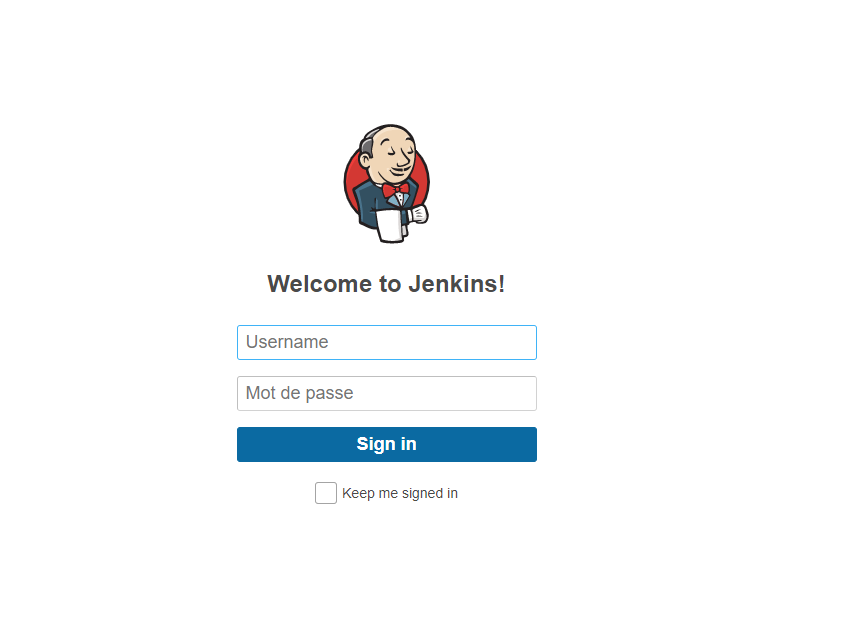 Welcome to Jenkins!
Username
Mot de passe
Sign in
Keep me signed in